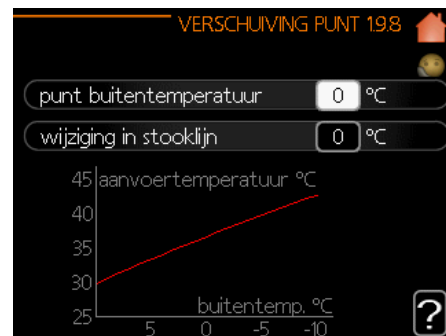 VERSCHUIVING PUNT 1.9.8
punt buitentemperatuur 0 °C
wijziging in stooklijn 0 °C
45 aanvoertemperatuur °C
40
35
30
25
buitentemp. °C
5 0 -5 -10
?